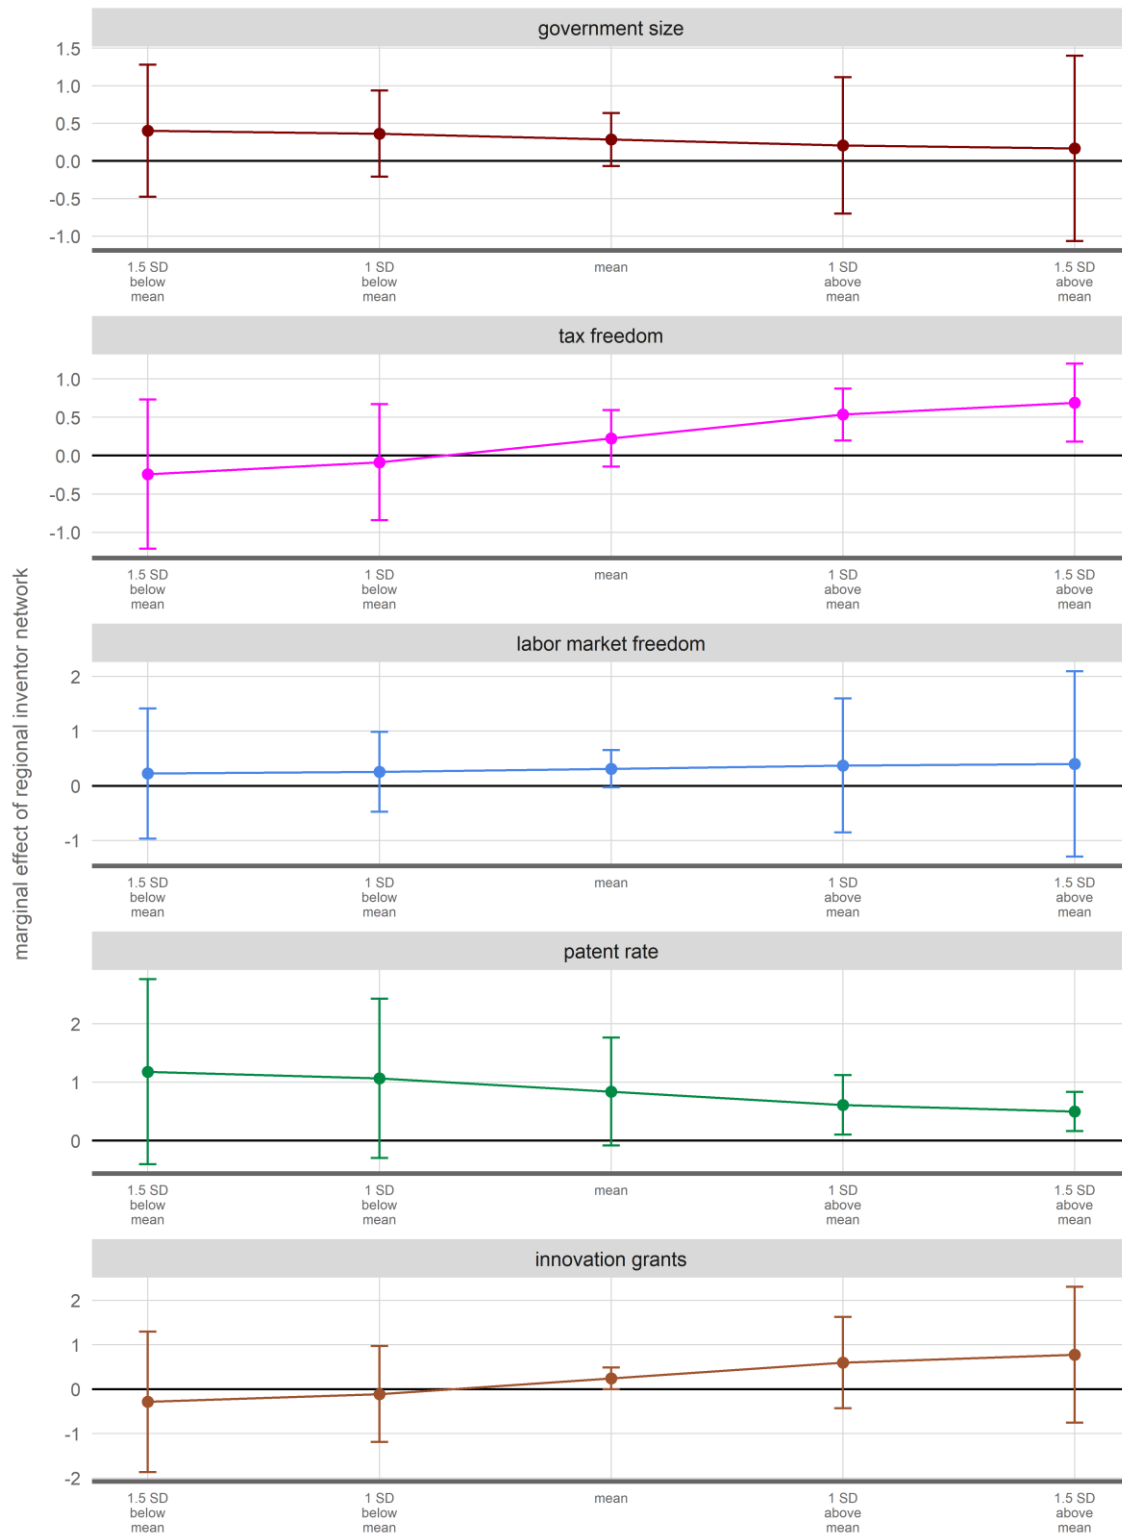 government size
1.5
1.0
0.5
0.0
-0.5
-1.0
1.5 SD
below
mean
1 SD
below
mean
mean
1 SD
above
mean
1.5 SD
above
mean
tax freedom
1.0
0.5
0.0
-0.5
-1.0
1.5 SD
below
mean
1 SD
below
mean
mean
1 SD
above
mean
1.5 SD
above
mean
marginal effect of regional inventor network
labor market freedom
2
1
0
-1
1.5 SD
below
mean
1 SD
below
mean
mean
1 SD
above
mean
1.5 SD
above
mean
patent rate
2
1
0
1.5 SD
below
mean
1 SD
below
mean
mean
1 SD
above
mean
1.5 SD
above
mean
innovation grants
2
1
0
-1
-2
1.5 SD
below
mean
1 SD
below
mean
mean
1 SD
above
mean
1.5 SD
above
mean